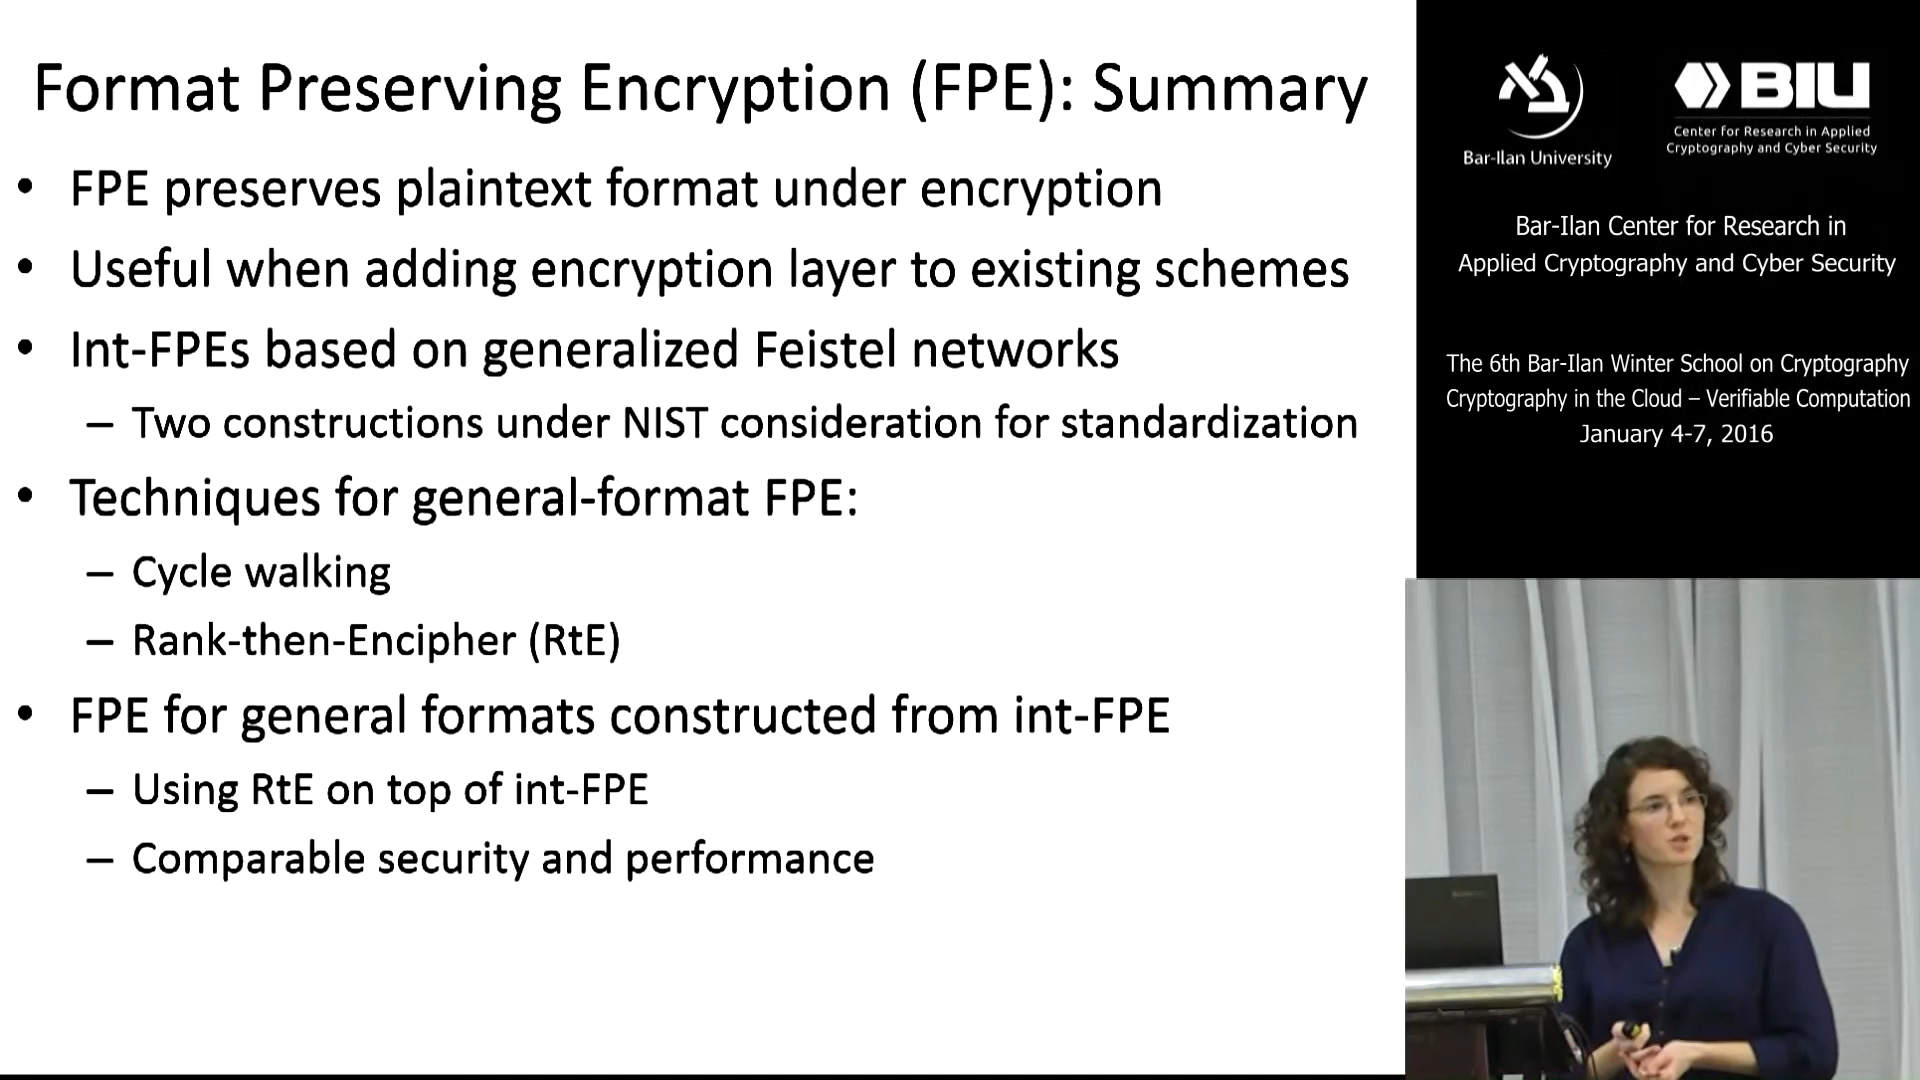 Format Preserving Encryption (FPE): Summary
• FPE preserves plaintext format under encryption
• Useful when adding encryption layer to existing schemes
• Int-FPEs based on generalized Feistel networks
– Two constructions under NIST consideration for standardization
• Techniques for general-format FPE:
– Cycle walking
– Rank-then-Encipher (RtE)
• FPE for general formats constructed from int-FPE
– Using RtE on top of int-FPE
– Comparable security and performance
Bar-Ilan University
BIU
Center for Research in Applied
Cryptography and Cyber Security
Bar-Ilan Center for Research in
Applied Cryptography and Cyber Security
The 6th Bar-Ilan Winter School on Cryptography
Cryptography in the Cloud – Verifiable Computation
January 4-7, 2016